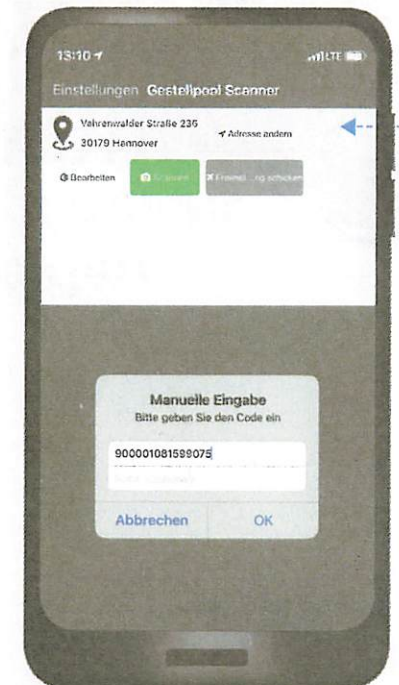 13:10
LTE
Einstellungen Gestellpool Scanner
Vahrenwalder Straße 236
Adresse ändern
30179 Hannover
Bearbeiten
schicken
Manuelle Eingabe
Bitte geben Sie den Code ein
900001081599075
Abbrechen
OK